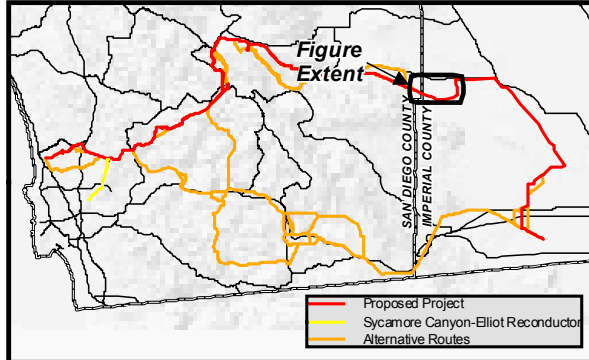 Figure
Extent
SAN DIEGO COUNTY
IMPERIAL COUNTY
Proposed Project
Sycamore Canyon-Elliot Reconductor
Alternative Routes